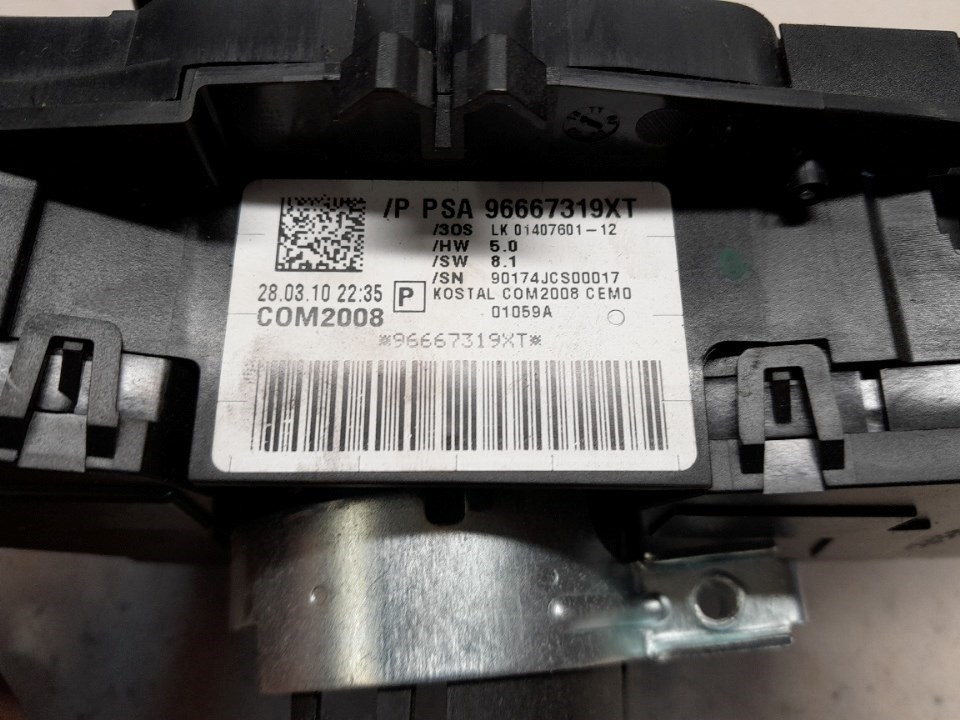 /P PSA 96667319XT
/3OS LK 01407601-12
/HW 5.0
/SW 8.1
/SN 90174JCS00017
28.03.10 22:35 P KOSTAL COM2008 CEM0
COM2008 01059A
*96667319XT*